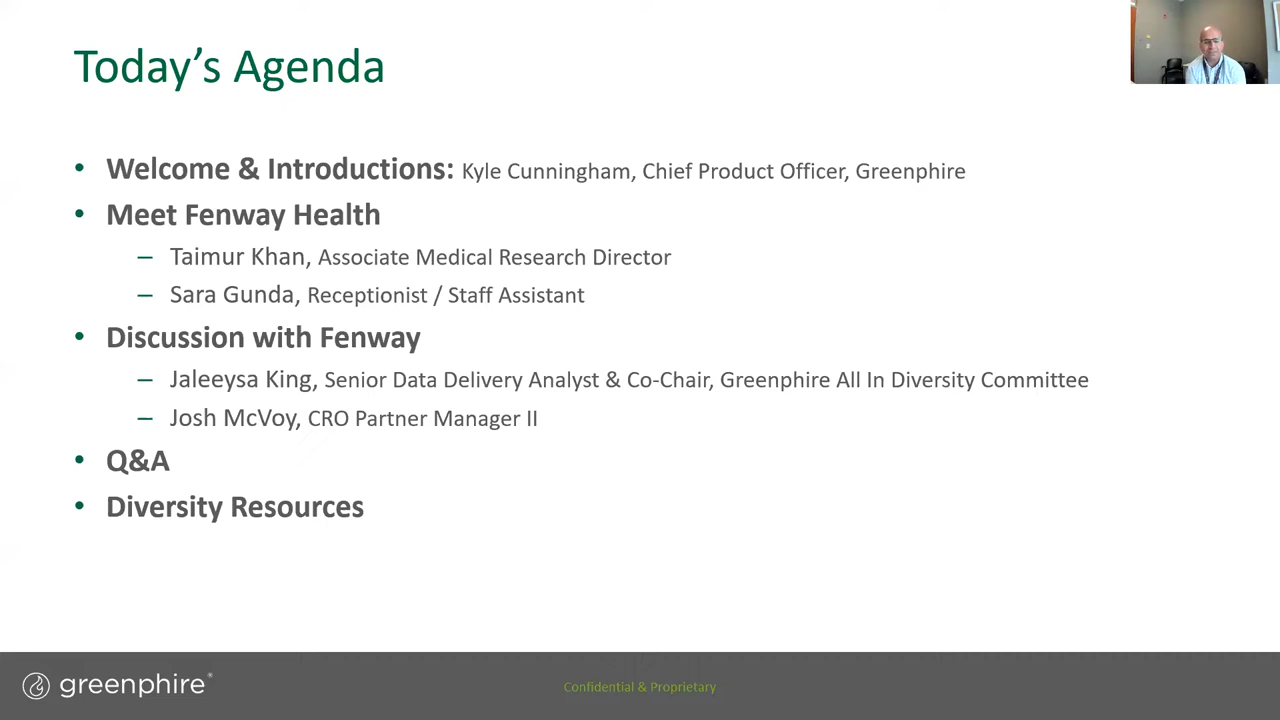 Today's Agenda
• Welcome & Introductions: Kyle Cunningham, Chief Product Officer, Greenphire
• Meet Fenway Health
– Taimur Khan, Associate Medical Research Director
– Sara Gunda, Receptionist / Staff Assistant
• Discussion with Fenway
– Jaleeysa King, Senior Data Delivery Analyst & Co-Chair, Greenphire All In Diversity Committee
– Josh McVoy, CRO Partner Manager II
• Q&A
• Diversity Resources
greenphire®
Confidential & Proprietary